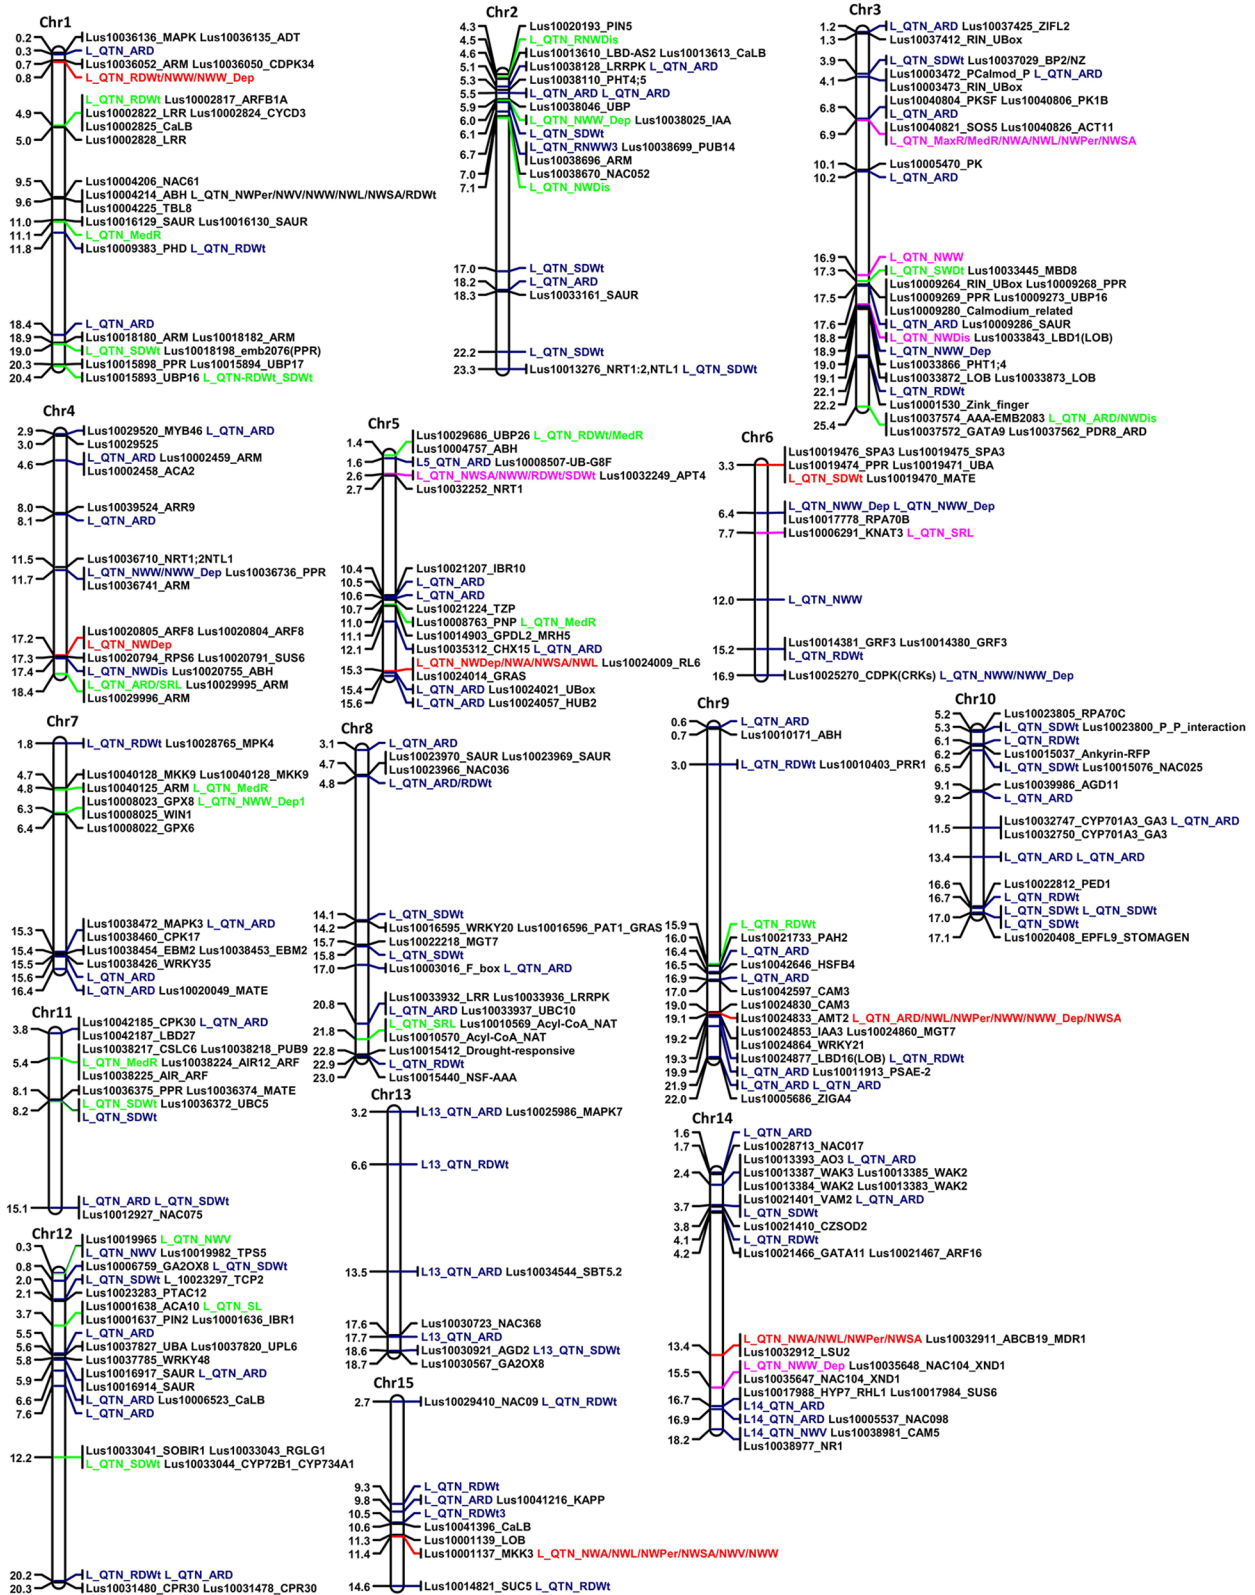 Chr1
0.2 Lus10036136_MAPK Lus10036135_ADT
0.3 L_QTN_ARD
0.7 Lus10036052_ARM Lus10036050_CDPK34
0.8 L_QTN_RDWt/NWW/NWW_Dep
L_QTN_RDWt Lus10002817_ARFB1A
4.9 Lus10002822_LRR Lus10002824_CYCD3
Lus10002825_CaLB
5.0 Lus10002828_LRR
9.5 Lus10004206_NAC61
9.6 Lus10004214_ABH L_QTN_NWPer/NWV/NWW/NWL/NWSA/RDWt
Lus10004225_TBL8
11.0 Lus10016129_SAUR Lus10016130_SAUR
11.1 L_QTN_MedR
11.8 Lus10009383_PHD L_QTN_RDWt
18.4 L_QTN_ARD
18.9 Lus10018180_ARM Lus10018182_ARM
19.0 L_QTN_SDWt Lus10018198_emb2076(PPR)
20.3 Lus10015898_PPR Lus10015894_UBP17
20.4 Lus10015893_UBP16 L_QTN-RDWt_SDWt
Chr2
4.3 Lus10020193_PIN5
4.5 L_QTN_RNWDis
4.6 Lus10013610_LBD-AS2 Lus10013613_CaLB
5.1 Lus10038128_LRRPK L_QTN_ARD
5.3 Lus10038110_PHT4;5
5.5 L_QTN_ARD L_QTN_ARD
5.9 Lus10038046_UBP
6.0 L_QTN_NWW_Dep Lus10038025_IAA
6.1 L_QTN_SDWt
6.7 L_QTN_RNWW3 Lus10038699_PUB14
Lus10038696_ARM
7.0 Lus10038670_NAC052
7.1 L_QTN_NWDis
17.0 L_QTN_SDWt
18.2 L_QTN_ARD
18.3 Lus10033161_SAUR
22.2 L_QTN_SDWt
23.3 Lus10013276_NRT1:2,NTL1 L_QTN_SDWt
Chr3
1.2 L_QTN_ARD Lus10037425_ZIFL2
1.3 Lus10037412_RIN_UBox
3.9 L_QTN_SDWt Lus10037029_BP2/NZ
4.1 Lus10003472_PCalmod_P L_QTN_ARD
Lus10003473_RIN_UBox
6.8 Lus10040804_PKSF Lus10040806_PK1B
L_QTN_ARD
6.9 Lus10040821_SOS5 Lus10040826_ACT11
L_QTN_MaxR/MedR/NWA/NWL/NWPer/NWSA
10.1 Lus10005470_PK
10.2 L_QTN_ARD
16.9 L_QTN_NWW
17.3 L_QTN_SWDt Lus10033445_MBD8
Lus10009264_RIN_UBox Lus10009268_PPR
17.5 Lus10009269_PPR Lus10009273_UBP16
Lus10009280_Calmodium_related
17.6 L_QTN_ARD Lus10009286_SAUR
18.8 L_QTN_NWDis Lus10033843_LBD1(LOB)
18.9 L_QTN_NWW_Dep
19.0 Lus10033866_PHT1;4
19.1 Lus10033872_LOB Lus10033873_LOB
22.1 L_QTN_RDWt
22.2 Lus10001530_Zink_finger
25.4 Lus10037574_AAA-EMB2083 L_QTN_ARD/NWDis
Lus10037572_GATA9 Lus10037562_PDR8_ARD
Chr4
2.9 Lus10029520_MYB46 L_QTN_ARD
3.0 Lus10029525
4.6 L_QTN_ARD Lus10002459_ARM
Lus10002458_ACA2
8.0 Lus10039524_ARR9
8.1 L_QTN_ARD
11.5 Lus10036710_NRT1;2NTL1
11.7 L_QTN_NWW/NWW_Dep Lus10036736_PPR
Lus10036741_ARM
17.2 Lus10020805_ARF8 Lus10020804_ARF8
L_QTN_NWDep
17.3 Lus10020794_RPS6 Lus10020791_SUS6
17.4 L_QTN_NWDis Lus10020755_ABH
18.4 L_QTN_ARD/SRL Lus10029995_ARM
Lus10029996_ARM
Chr5
1.4 Lus10029686_UBP26 L_QTN_RDWt/MedR
Lus10004757_ABH
1.6 L5_QTN_ARD Lus10008507-UB-G8F
2.6 L_QTN_NWSA/NWW/RDWt/SDWt Lus10032249_APT4
2.7 Lus10032252_NRT1
10.4 Lus10021207_IBR10
10.5 L_QTN_ARD
10.6 L_QTN_ARD
10.7 Lus10021224_TZP
11.0 Lus10008763_PNP L_QTN_MedR
11.1 Lus10014903_GPDL2_MRH5
12.1 Lus10035312_CHX15 L_QTN_ARD
15.3 L_QTN_NWDep/NWA/NWSA/NWL Lus10024009_RL6
Lus10024014_GRAS
15.4 L_QTN_ARD Lus10024021_UBox
15.6 L_QTN_ARD Lus10024057_HUB2
Chr6
Lus10019476_SPA3 Lus10019475_SPA3
3.3 Lus10019474_PPR Lus10019471_UBA
L_QTN_SDWt Lus10019470_MATE
6.4 L_QTN_NWW_Dep L_QTN_NWW_Dep
Lus10017778_RPA70B
7.7 Lus10006291_KNAT3 L_QTN_SRL
12.0 L_QTN_NWW
15.2 Lus10014381_GRF3 Lus10014380_GRF3
L_QTN_RDWt
16.9 Lus10025270_CDPK(CRKs) L_QTN_NWW/NWW_Dep
Chr7
1.8 L_QTN_RDWt Lus10028765_MPK4
4.7 Lus10040128_MKK9 Lus10040128_MKK9
4.8 Lus10040125_ARM L_QTN_MedR
6.3 Lus10008023_GPX8 L_QTN_NWW_Dep1
Lus10008025_WIN1
6.4 Lus10008022_GPX6
15.3 Lus10038472_MAPK3 L_QTN_ARD
Lus10038460_CPK17
15.4 Lus10038454_EBM2 Lus10038453_EBM2
15.5 Lus10038426_WRKY35
15.6 L_QTN_ARD
16.4 L_QTN_ARD Lus10020049_MATE
Chr8
3.1 L_QTN_ARD
4.7 Lus10023970_SAUR Lus10023969_SAUR
Lus10023966_NAC036
4.8 L_QTN_ARD/RDWt
14.1 L_QTN_SDWt
14.2 Lus10016595_WRKY20 Lus10016596_PAT1_GRAS
15.7 Lus10022218_MGT7
15.8 L_QTN_SDWt
17.0 Lus10003016_F_box L_QTN_ARD
20.8 Lus10033932_LRR Lus10033936_LRRPK
L_QTN_ARD Lus10033937_UBC10
21.8 L_QTN_SRL Lus10010569_Acyl-CoA_NAT
Lus10010570_Acyl-CoA_NAT
22.8 Lus10015412_Drought-responsive
22.9 L_QTN_RDWt
23.0 Lus10015440_NSF-AAA
Chr9
0.6 L_QTN_ARD
0.7 Lus10010171_ABH
3.0 L_QTN_RDWt Lus10010403_PRR1
15.9 L_QTN_RDWt
16.0 Lus10021733_PAH2
16.4 L_QTN_ARD
16.5 Lus10042646_HSFB4
16.9 L_QTN_ARD
17.0 Lus10042597_CAM3
19.0 Lus10024830_CAM3
19.1 Lus10024833_AMT2 L_QTN_ARD/NWL/NWPer/NWW/NWW_Dep/NWSA
19.2 Lus10024853_IAA3 Lus10024860_MGT7
Lus10024864_WRKY21
19.3 Lus10024877_LBD16(LOB) L_QTN_RDWt
19.9 L_QTN_ARD Lus10011913_PSAE-2
21.9 L_QTN_ARD L_QTN_ARD
22.0 Lus10005686_ZIGA4
Chr10
5.2 Lus10023805_RPA70C
5.3 L_QTN_SDWt Lus10023800_P_P_interaction
6.1 L_QTN_RDWt
6.2 Lus10015037_Ankyrin-RFP
6.5 L_QTN_SDWt Lus10015076_NAC025
9.1 Lus10039986_AGD11
9.2 L_QTN_ARD
11.5 Lus10032747_CYP701A3_GA3 L_QTN_ARD
Lus10032750_CYP701A3_GA3
13.4 L_QTN_ARD L_QTN_ARD
16.6 Lus10022812_PED1
16.7 L_QTN_RDWt
17.0 L_QTN_SDWt L_QTN_SDWt
L_QTN_SDWt
17.1 Lus10020408_EPFL9_STOMAGEN
Chr11
3.8 Lus10042185_CPK30 L_QTN_ARD
Lus10042187_LBD27
Lus10038217_CSLC6 Lus10038218_PUB9
5.4 L_QTN_MedR Lus10038224_AIR12_ARF
Lus10038225_AIR_ARF
8.1 Lus10036375_PPR Lus10036374_MATE
8.2 L_QTN_SDWt Lus10036372_UBC5
L_QTN_SDWt
15.1 L_QTN_ARD L_QTN_SDWt
Lus10012927_NAC075
Chr12
0.3 Lus10019965 L_QTN_NWV
L_QTN_NWV Lus10019982_TPS5
0.8 Lus10006759_GA2OX8 L_QTN_SDWt
2.0 L_QTN_SDWt L_10023297_TCP2
2.1 Lus10023283_PTAC12
3.7 Lus10001638_ACA10 L_QTN_SL
Lus10001637_PIN2 Lus10001636_IBR1
5.5 L_QTN_ARD
5.6 Lus10037827_UBA Lus10037820_UPL6
5.8 Lus10037785_WRKY48
5.9 Lus10016917_SAUR L_QTN_ARD
Lus10016914_SAUR
6.6 L_QTN_ARD Lus10006523_CaLB
7.6 L_QTN_ARD
12.2 Lus10033041_SOBIR1 Lus10033043_RGLG1
L_QTN_SDWt Lus10033044_CYP72B1_CYP734A1
20.2 L_QTN_RDWt L_QTN_ARD
20.3 Lus10031480_CPR30 Lus10031478_CPR30
Chr13
3.2 L13_QTN_ARD Lus10025986_MAPK7
6.6 L13_QTN_RDWt
13.5 L13_QTN_ARD Lus10034544_SBT5.2
17.6 Lus10030723_NAC368
17.7 L13_QTN_ARD
18.6 Lus10030921_AGD2 L13_QTN_SDWt
18.7 Lus10030567_GA2OX8
Chr14
1.6 L_QTN_ARD
1.7 Lus10028713_NAC017
Lus10013393_AO3 L_QTN_ARD
2.4 Lus10013387_WAK3 Lus10013385_WAK2
Lus10013384_WAK2 Lus10013383_WAK2
3.7 Lus10021401_VAM2 L_QTN_ARD
L_QTN_SDWt
3.8 Lus10021410_CZSOD2
4.1 L_QTN_RDWt
4.2 Lus10021466_GATA11 Lus10021467_ARF16
13.4 L_QTN_NWA/NWL/NWPer/NWSA Lus10032911_ABCB19_MDR1
Lus10032912_LSU2
15.5 L_QTN_NWW_Dep Lus10035648_NAC104_XND1
Lus10035647_NAC104_XND1
16.7 Lus10017988_HYP7_RHL1 Lus10017984_SUS6
L14_QTN_ARD
16.9 L14_QTN_ARD Lus10005537_NAC098
18.2 L14_QTN_NWV Lus10038981_CAM5
Lus10038977_NR1
Chr15
2.7 Lus10029410_NAC09 L_QTN_RDWt
9.3 L_QTN_RDWt
9.8 L_QTN_ARD Lus10041216_KAPP
10.5 L_QTN_RDWt3
10.6 Lus10041396_CaLB
11.3 Lus10001139_LOB
11.4 Lus10001137_MKK3 L_QTN_NWA/NWL/NWPer/NWSA/NWV/NWW
14.6 Lus10014821_SUC5 L_QTN_RDWt